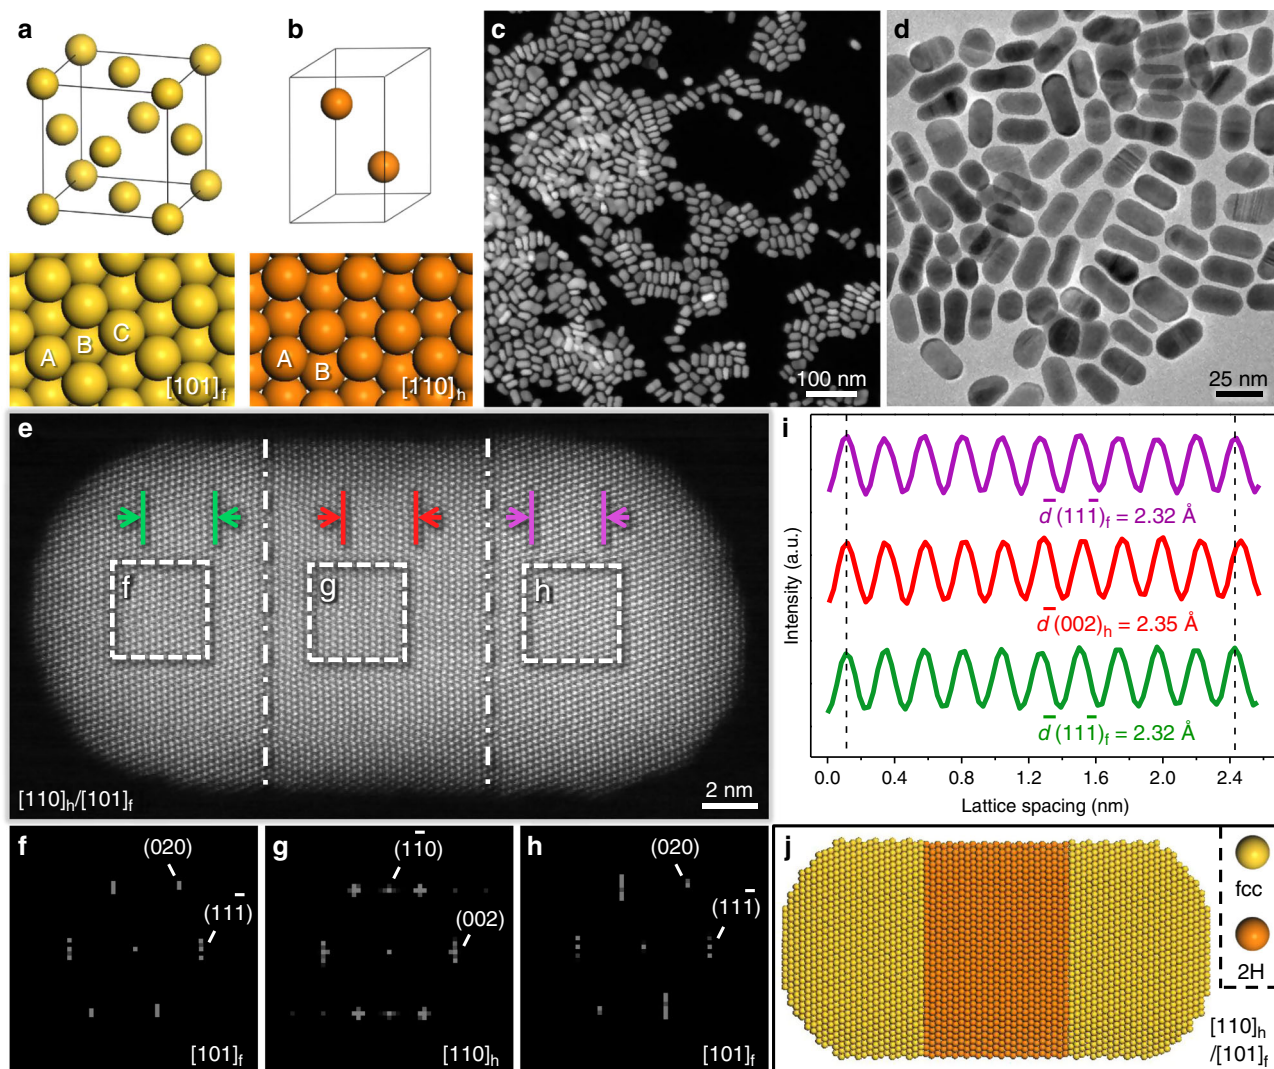 a
b
c
d
A
B
C
[101]f
A
B
[110]h
100 nm
25 nm
e
f
g
h
[110]h/[101]f
2 nm
i
Intensity (a.u.)
d̅(111̅)f = 2.32 Å
d̅(002)h = 2.35 Å
d̅(111̅)f = 2.32 Å
0.0 0.4 0.8 1.2 1.6 2.0 2.4
Lattice spacing (nm)
f
(020)
(111̅)
[101]f
g
(11̅0)
(002)
[110]h
h
(020)
(111̅)
[101]f
j
fcc
2H
[110]h
/[101]f